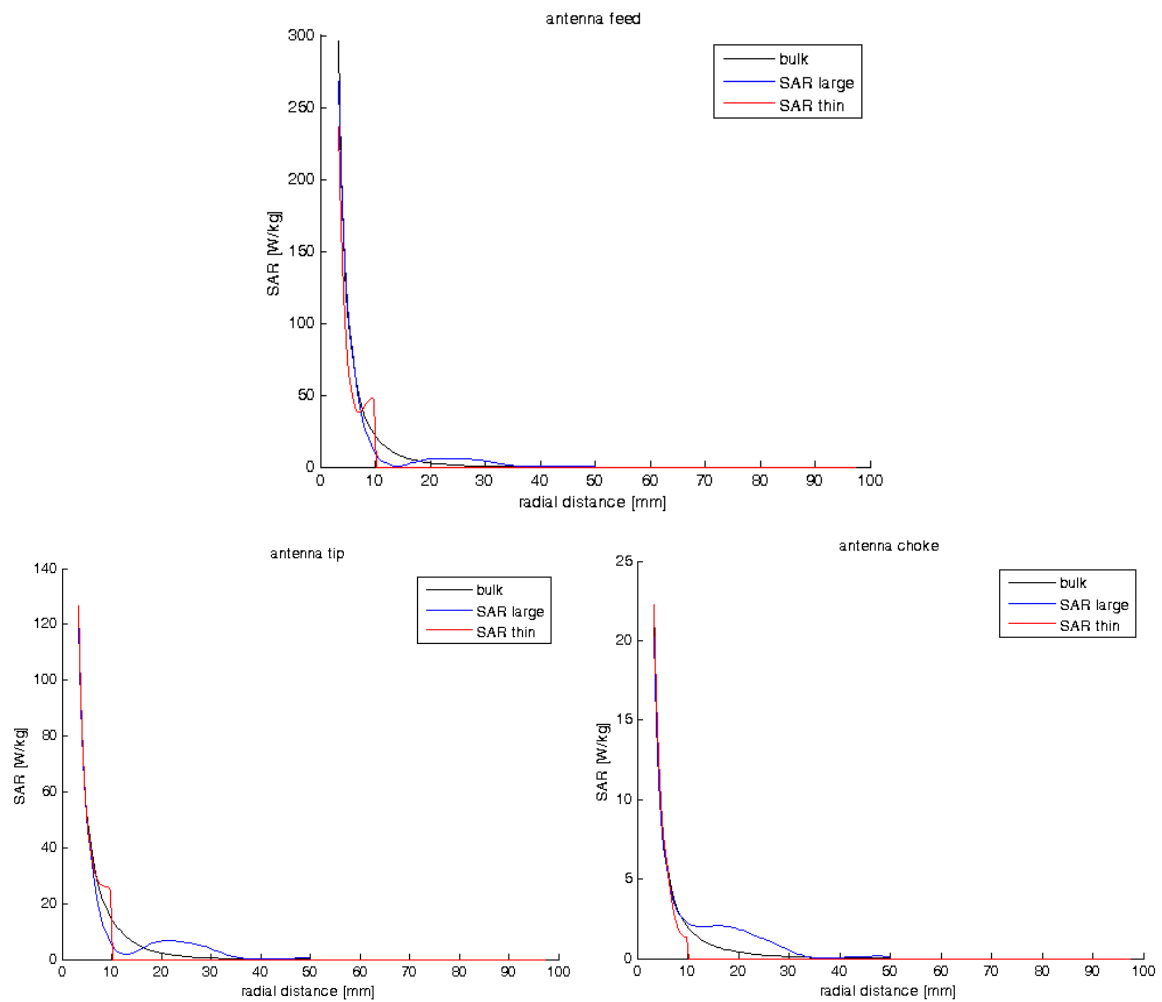 antenna feed
300
250
200
150
100
50
0
SAR [W/kg]
bulk
SAR large
SAR thin
0 10 20 30 40 50 60 70 80 90 100
radial distance [mm]
antenna tip
140
120
100
80
60
40
20
0
SAR [W/kg]
bulk
SAR large
SAR thin
0 10 20 30 40 50 60 70 80 90 100
radial distance [mm]
antenna choke
25
20
15
10
5
0
SAR [W/kg]
bulk
SAR large
SAR thin
0 10 20 30 40 50 60 70 80 90 100
radial distance [mm]